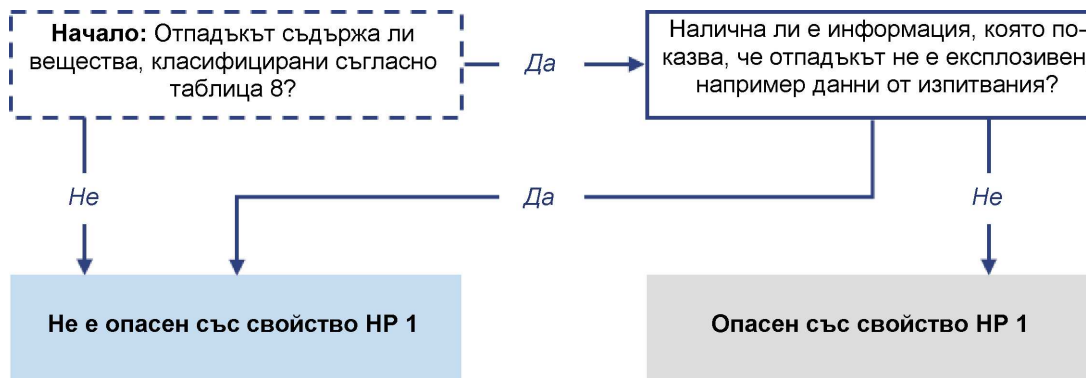 Начало: Отпадъкът съдържа ли
вещества, класифицирани съгласно
таблица 8?
Да
Налична ли е информация, която по-
казва, че отпадъкът не е експлозивен,
например данни от изпитвания?
Не
Да
Не
Не е опасен със свойство HP 1
Опасен със свойство HP 1